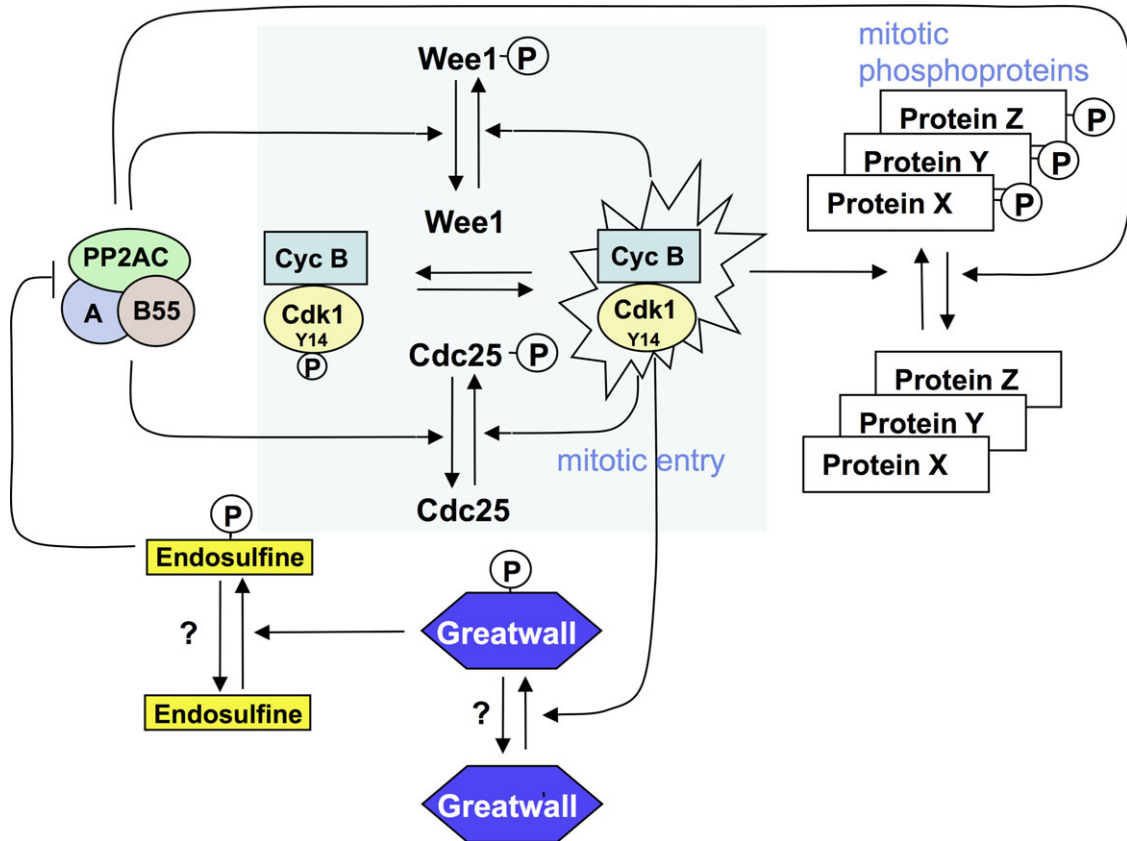 Wee1 P
mitotic
phosphoproteins
Protein Z P
Protein Y P
Protein X P
Wee1
PP2AC
A B55
Cyc B
Cdk1
Y14
P
Cyc B
Cdk1
Y14
Cdc25 P
Protein Z
Protein Y
Protein X
mitotic entry
Cdc25
P
Endosulfine
P
Greatwall
?
Endosulfine
?
Greatwall